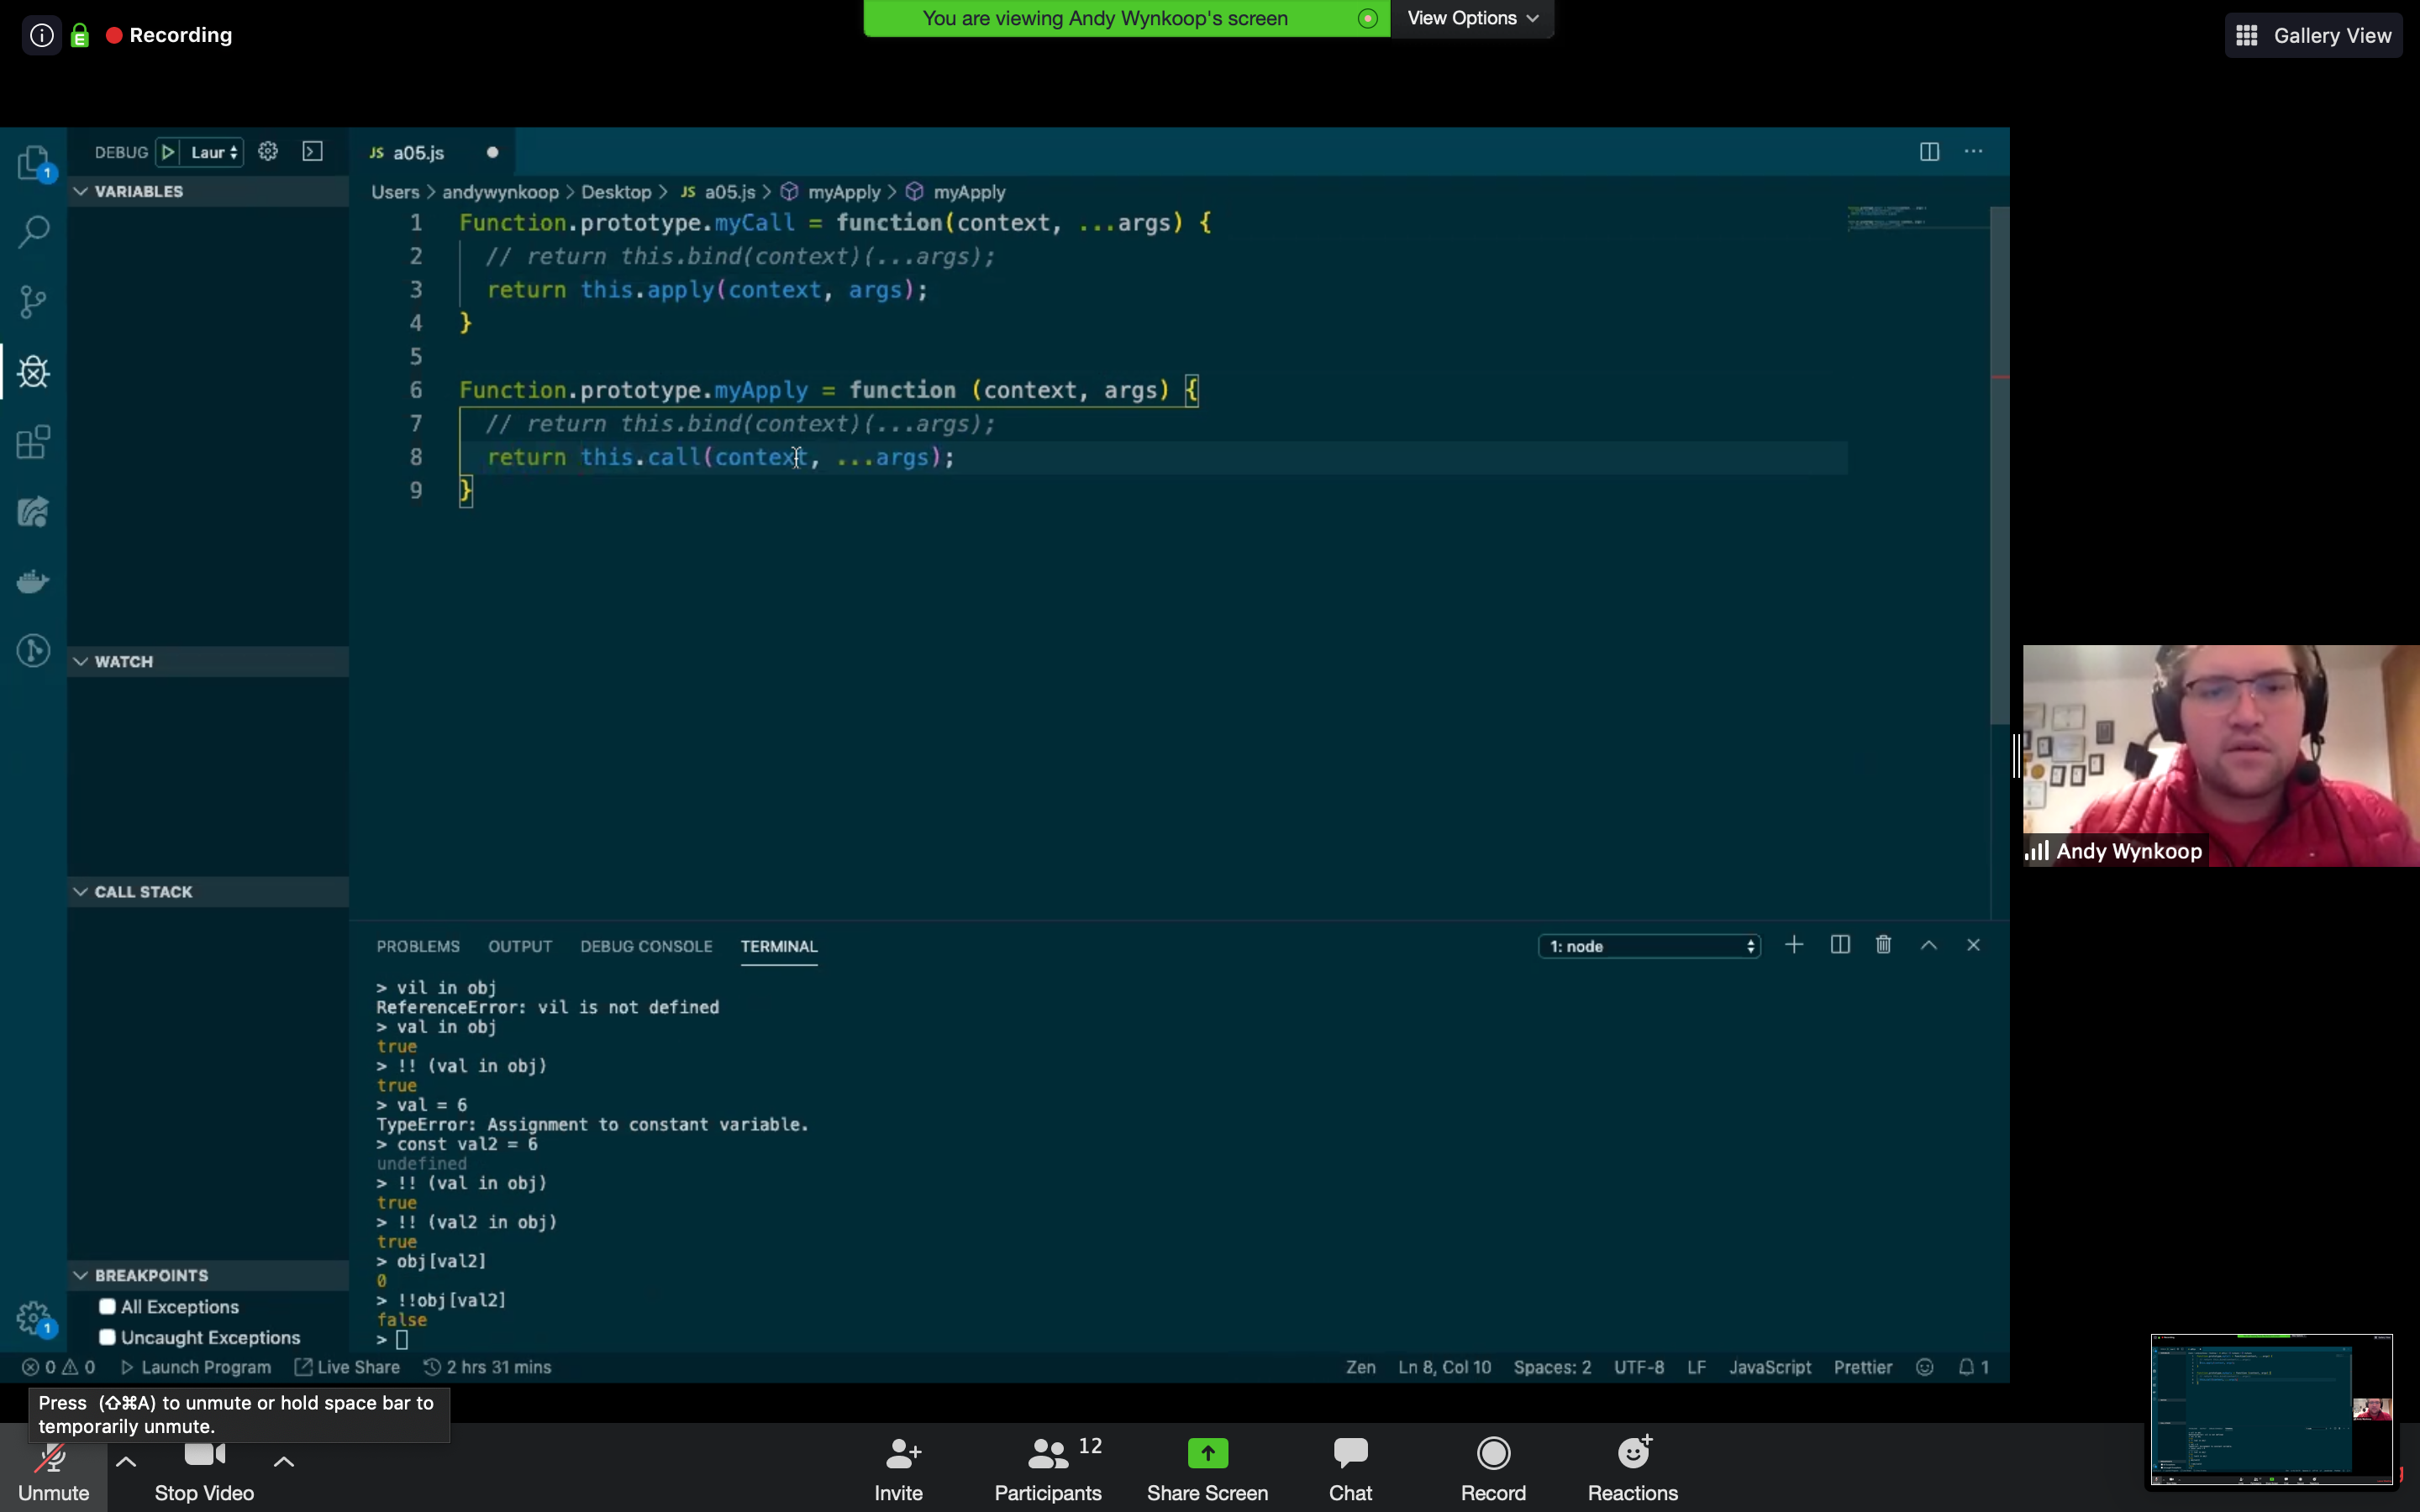 Recording
You are viewing Andy Wynkoop's screen
View Options
Gallery View
1
DEBUG
Laur
VARIABLES
WATCH
CALL STACK
BREAKPOINTS
All Exceptions
Uncaught Exceptions
1
JS a05.js
Users > andywynkoop > Desktop > JS a05.js > myApply > myApply
1 Function.prototype.myCall = function(context, ...args) {
2 // return this.bind(context)(...args);
3 return this.apply(context, args);
4 }
5
6 Function.prototype.myApply = function (context, args) {
7 // return this.bind(context)(...args);
8 return this.call(context, ...args);
9 }
PROBLEMS OUTPUT DEBUG CONSOLE TERMINAL
1: node
> vil in obj
ReferenceError: vil is not defined
> val in obj
true
> !! (val in obj)
true
> val = 6
TypeError: Assignment to constant variable.
> const val2 = 6
undefined
> !! (val in obj)
true
> !! (val2 in obj)
true
> obj[val2]
0
> !!obj[val2]
false
>
0 0 Launch Program Live Share 2 hrs 31 mins
Zen Ln 8, Col 10 Spaces: 2 UTF-8 LF JavaScript Prettier 1
Andy Wynkoop
Press (⇧⌘A) to unmute or hold space bar to
temporarily unmute.
Unmute
Stop Video
Invite
12
Participants
Share Screen
Chat
Record
Reactions